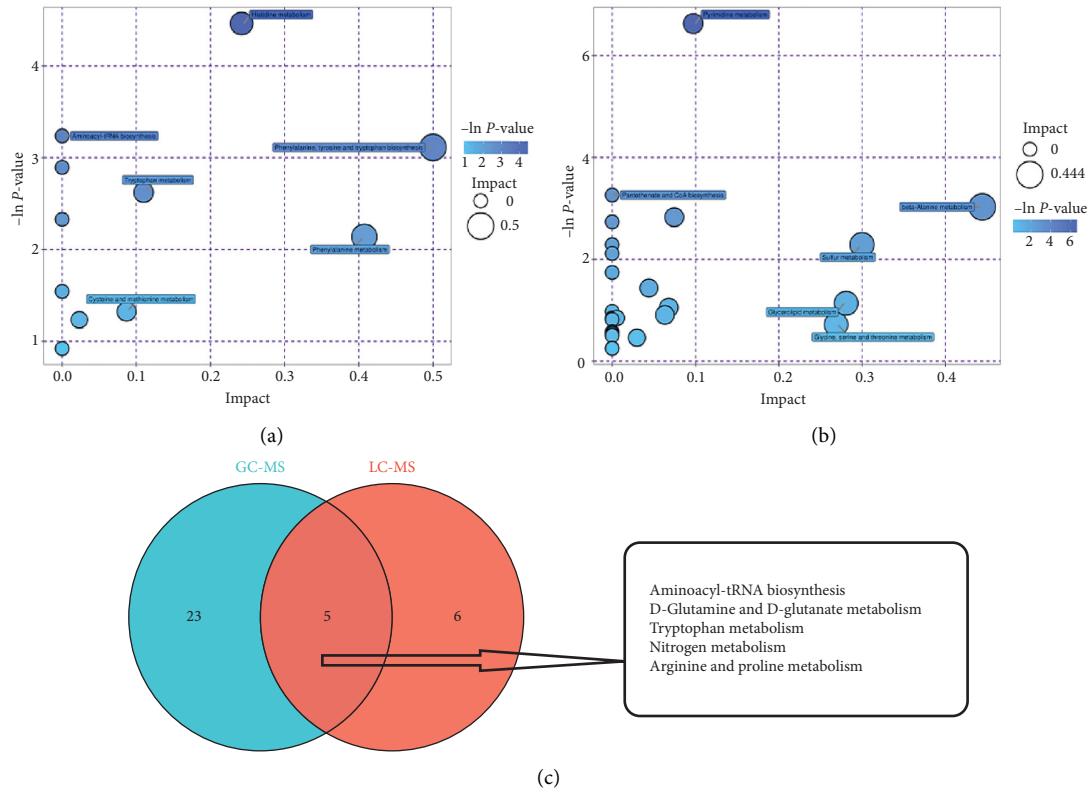 Histidine metabolism
Aminoacyl-tRNA biosynthesis
Phenylalanine, tyrosine and tryptophan biosynthesis
Tryptophan metabolism
Phenylalanine metabolism
Cysteine and methionine metabolism
4
3
2
1
–ln P-value
0.0 0.1 0.2 0.3 0.4 0.5
Impact
–ln P-value
1 2 3 4
Impact
0
0.5
(a)
Pyrimidine metabolism
Pantothenate and CoA biosynthesis
beta-Alanine metabolism
Sulfur metabolism
Glycerolipid metabolism
Glycine, serine and threonine metabolism
6
4
2
0
–ln P-value
0.0 0.1 0.2 0.3 0.4
Impact
Impact
0
0.444
–ln P-value
2 4 6
(b)
GC-MS LC-MS
23 5 6
Aminoacyl-tRNA biosynthesis
D-Glutamine and D-glutanate metabolism
Tryptophan metabolism
Nitrogen metabolism
Arginine and proline metabolism
(c)